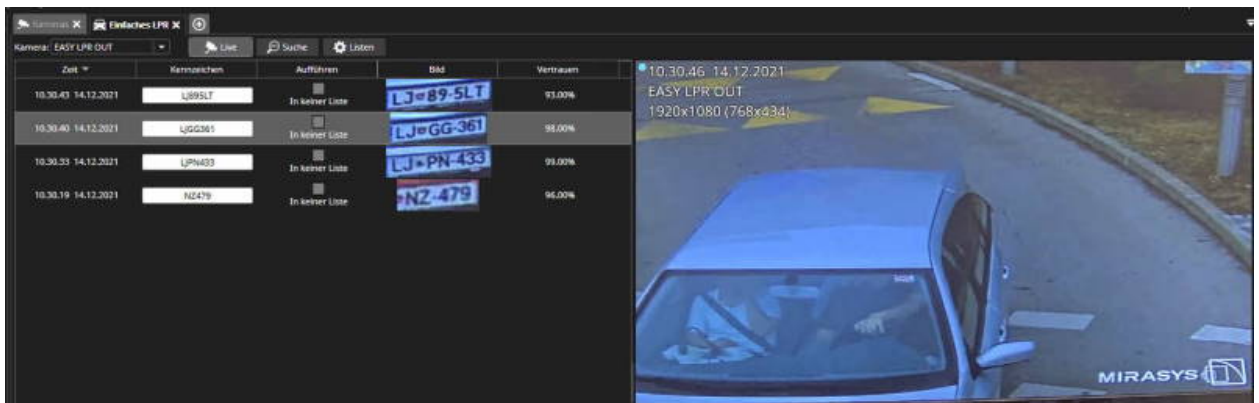 Kameras Einfaches LPR
Kamera: EASY LPR OUT Live Suche Listen
Zeit Kennzeichen Aufführen Bild Vertrauen
10.30.43 14.12.2021 LJ895LT In keiner Liste LJ 89-5LT 93.00%
10.30.40 14.12.2021 LJGG361 In keiner Liste LJ GG-361 98.00%
10.30.33 14.12.2021 LJPN433 In keiner Liste LJ PN-433 99.00%
10.30.19 14.12.2021 NZ479 In keiner Liste NZ-479 96.00%
10.30.46 14.12.2021
EASY LPR OUT
1920x1080 (768x434)
MIRASYS